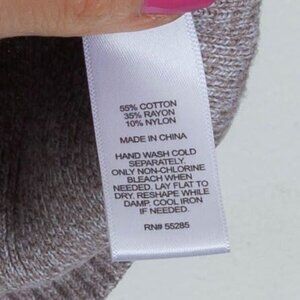 55% COTTON
35% RAYON
10% NYLON
MADE IN CHINA
HAND WASH COLD
SEPARATELY.
ONLY NON-CHLORINE
BLEACH WHEN
NEEDED. LAY FLAT TO
DRY. RESHAPE WHILE
DAMP. COOL IRON
IF NEEDED.
RN# 55285